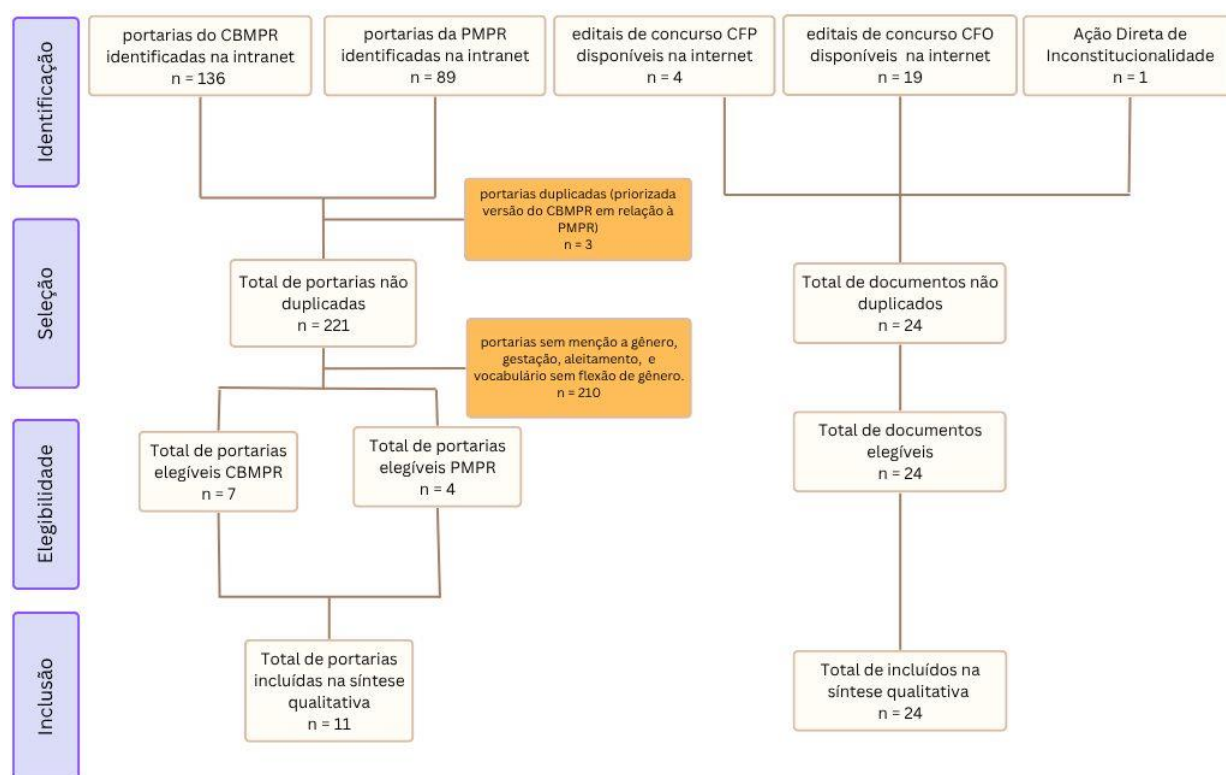 Identificação
portarias do CBMPR
identificadas na intranet
n = 136
portarias da PMPR
identificadas na intranet
n = 89
editais de concurso CFP
disponíveis na internet
n = 4
editais de concurso CFO
disponíveis na internet
n = 19
Ação Direta de
Inconstitucionalidade
n = 1
portarias duplicadas (priorizada
versão do CBMPR em relação à
PMPR)
n = 3
Seleção
Total de portarias não
duplicadas
n = 221
Total de documentos não
duplicados
n = 24
portarias sem menção a gênero,
gestação, aleitamento, e
vocabulário sem flexão de gênero.
n = 210
Elegibilidade
Total de portarias
elegíveis CBMPR
n = 7
Total de portarias
elegíveis PMPR
n = 4
Total de documentos
elegíveis
n = 24
Inclusão
Total de portarias
incluídas na síntese
qualitativa
n = 11
Total de incluídos na
síntese qualitativa
n = 24